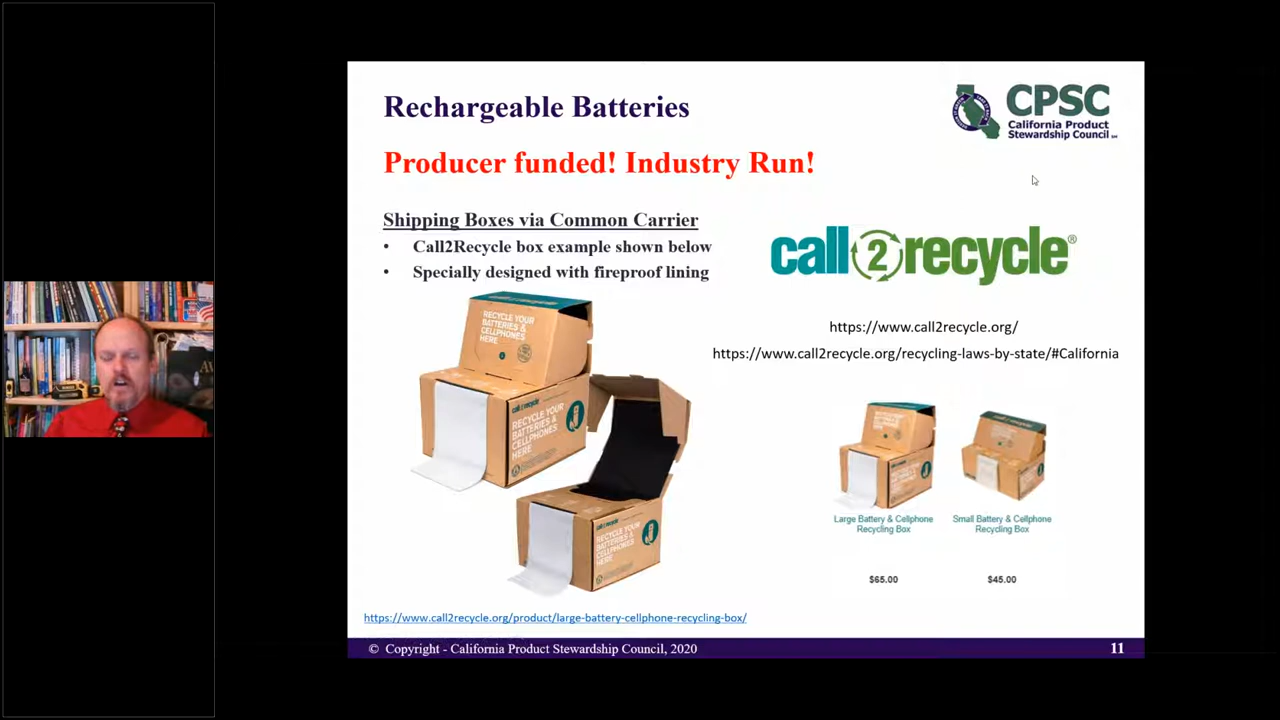 Rechargeable Batteries
CPSC
California Product
Stewardship Council
Producer funded! Industry Run!
Shipping Boxes via Common Carrier
• Call2Recycle box example shown below
• Specially designed with fireproof lining
call2recycle®
https://www.call2recycle.org/
https://www.call2recycle.org/recycling-laws-by-state/#California
RECYCLE YOUR
BATTERIES &
CELLPHONES
HERE
call2recycle
RECYCLE YOUR
BATTERIES &
CELLPHONES
HERE
call2recycle
RECYCLE YOUR
BATTERIES &
CELLPHONES
HERE
Large Battery & Cellphone
Recycling Box
Small Battery & Cellphone
Recycling Box
$65.00
$45.00
https://www.call2recycle.org/product/large-battery-cellphone-recycling-box/
© Copyright - California Product Stewardship Council, 2020
11